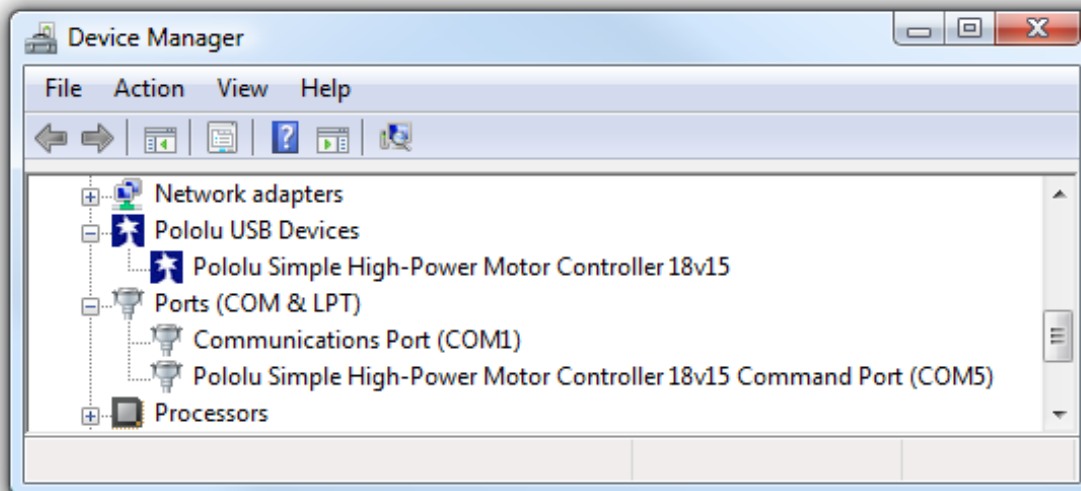 Device Manager
File Action View Help
Network adapters
Pololu USB Devices
Pololu Simple High-Power Motor Controller 18v15
Ports (COM & LPT)
Communications Port (COM1)
Pololu Simple High-Power Motor Controller 18v15 Command Port (COM5)
Processors